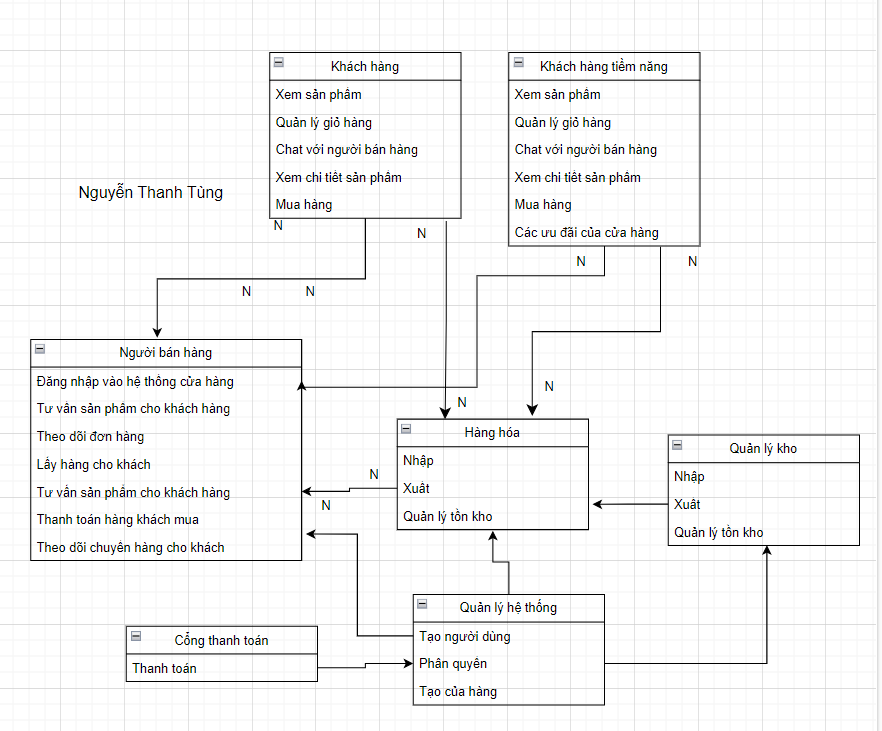 Khách hàng
Xem sản phẩm
Quản lý giỏ hàng
Chat với người bán hàng
Xem chi tiết sản phẩm
Mua hàng
Khách hàng tiềm năng
Xem sản phẩm
Quản lý giỏ hàng
Chat với người bán hàng
Xem chi tiết sản phẩm
Mua hàng
Các ưu đãi của cửa hàng
Nguyễn Thanh Tùng
N
N
N
N
N
N
N
N
Người bán hàng
Đăng nhập vào hệ thống cửa hàng
Tư vấn sản phẩm cho khách hàng
Theo dõi đơn hàng
Lấy hàng cho khách
Tư vấn sản phẩm cho khách hàng
Thanh toán hàng khách mua
Theo dõi chuyên hàng cho khách
N
N
Hàng hóa
Nhập
Xuất
Quản lý tồn kho
Quản lý kho
Nhập
Xuất
Quản lý tồn kho
Cổng thanh toán
Thanh toán
Quản lý hệ thống
Tạo người dùng
Phân quyền
Tạo của hàng